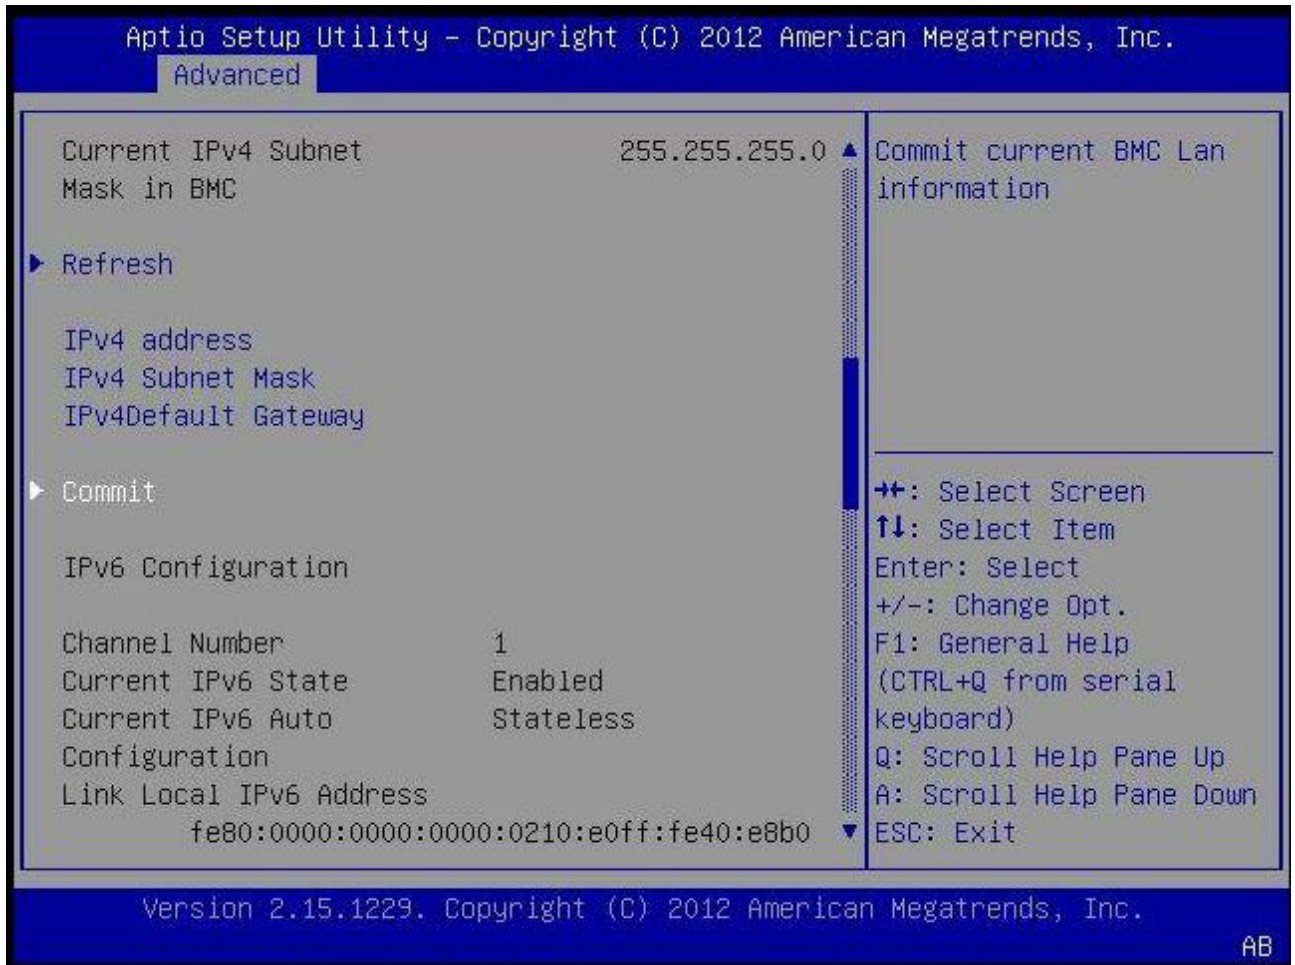 Aptio Setup Utility – Copyright (C) 2012 American Megatrends, Inc.
Advanced
Current IPv4 Subnet 255.255.255.0
Mask in BMC
Refresh
IPv4 address
IPv4 Subnet Mask
IPv4Default Gateway
Commit
IPv6 Configuration
Channel Number 1
Current IPv6 State Enabled
Current IPv6 Auto Stateless
Configuration
Link Local IPv6 Address
fe80:0000:0000:0000:0210:e0ff:fe40:e8b0
Commit current BMC Lan
information
→←: Select Screen
↑↓: Select Item
Enter: Select
+/-: Change Opt.
F1: General Help
(CTRL+Q from serial
keyboard)
Q: Scroll Help Pane Up
A: Scroll Help Pane Down
ESC: Exit
Version 2.15.1229. Copyright (C) 2012 American Megatrends, Inc.
AB